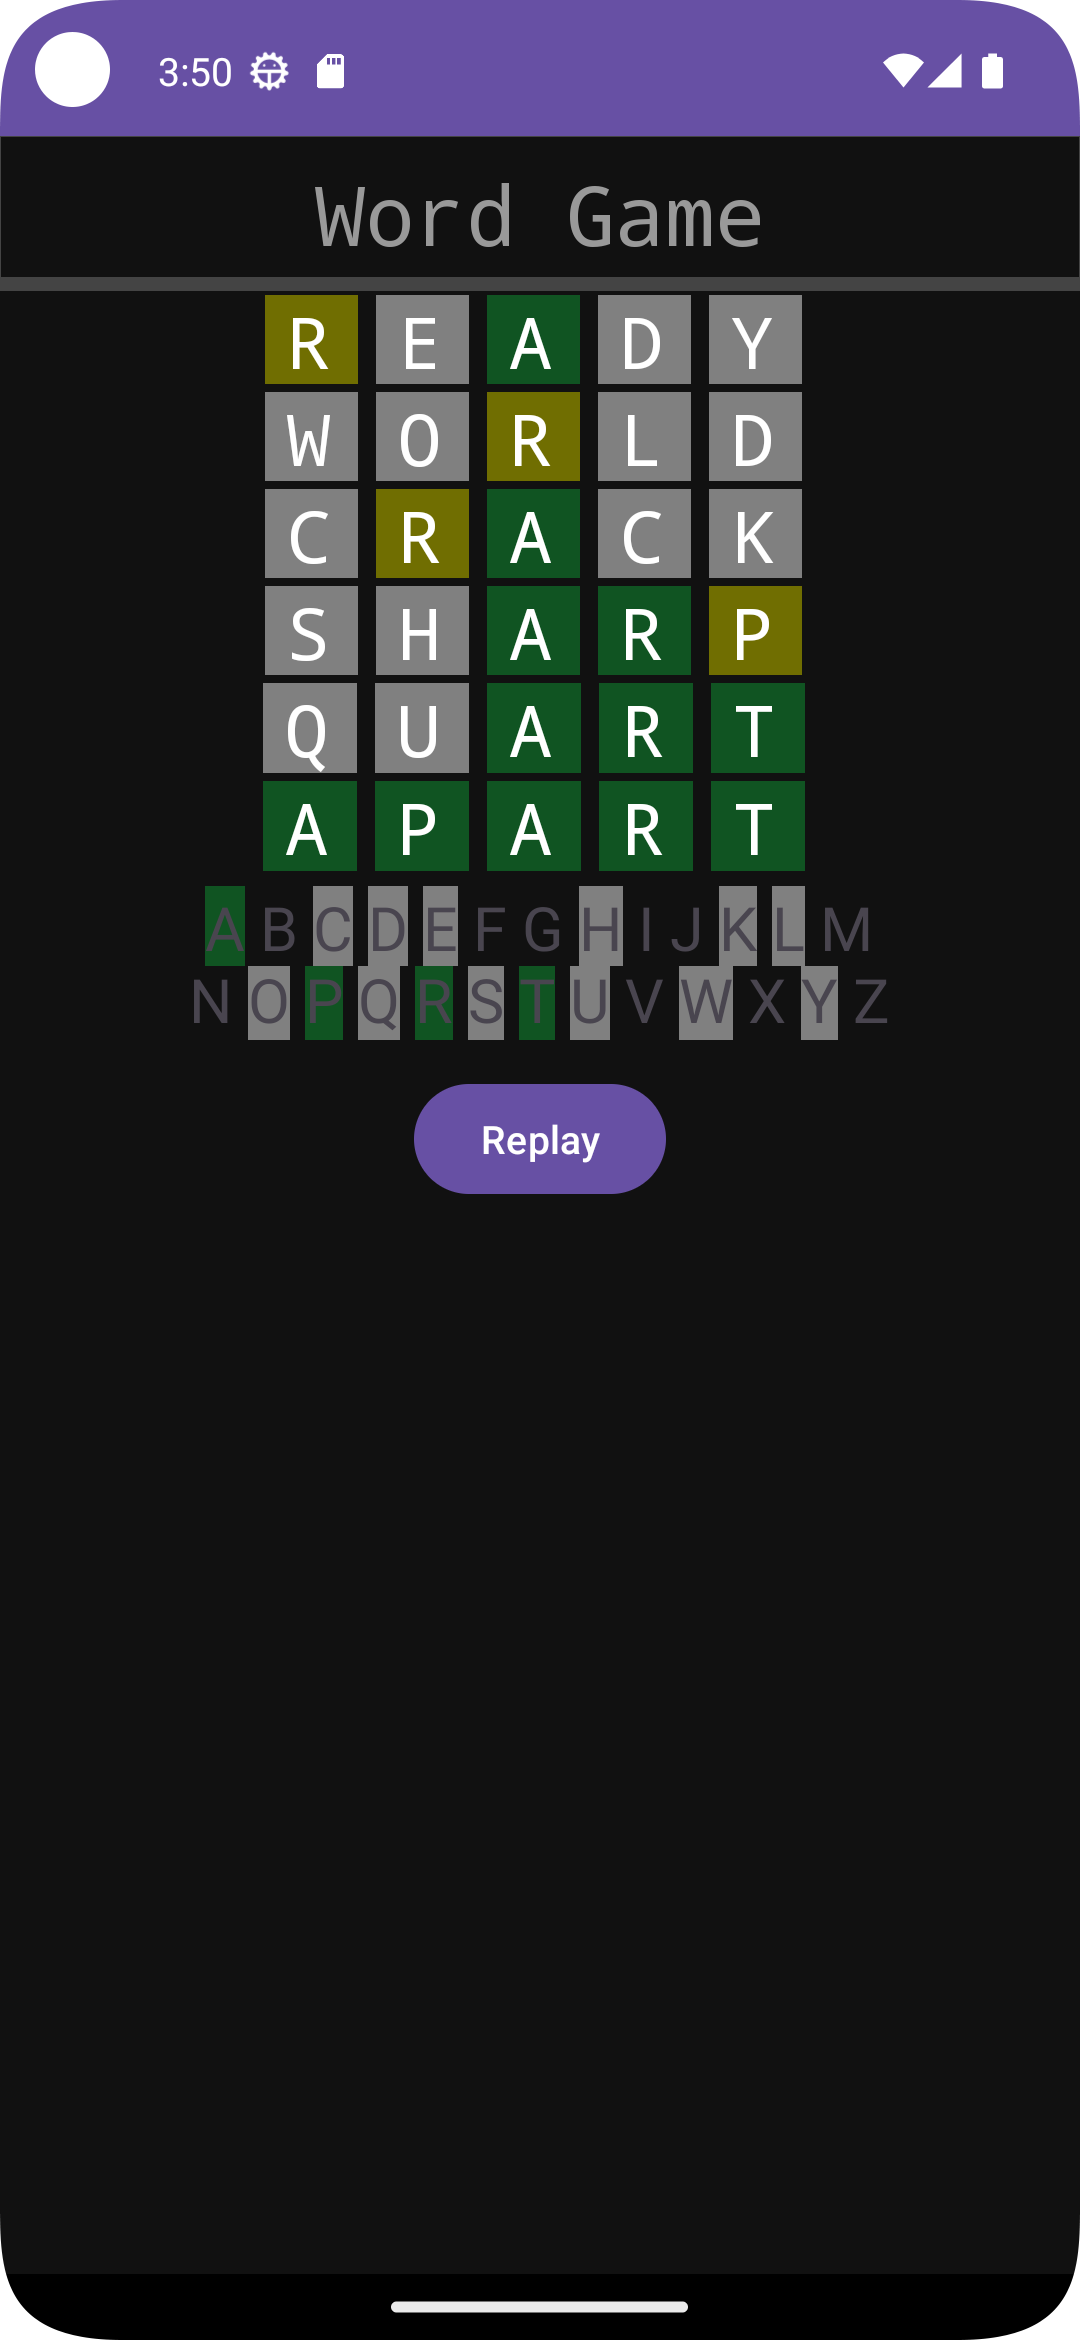 3:50
Word Game
R E A D Y
W O R L D
C R A C K
S H A R P
Q U A R T
A P A R T
A B C D E F G H I J K L M
N O P Q R S T U V W X Y Z
Replay